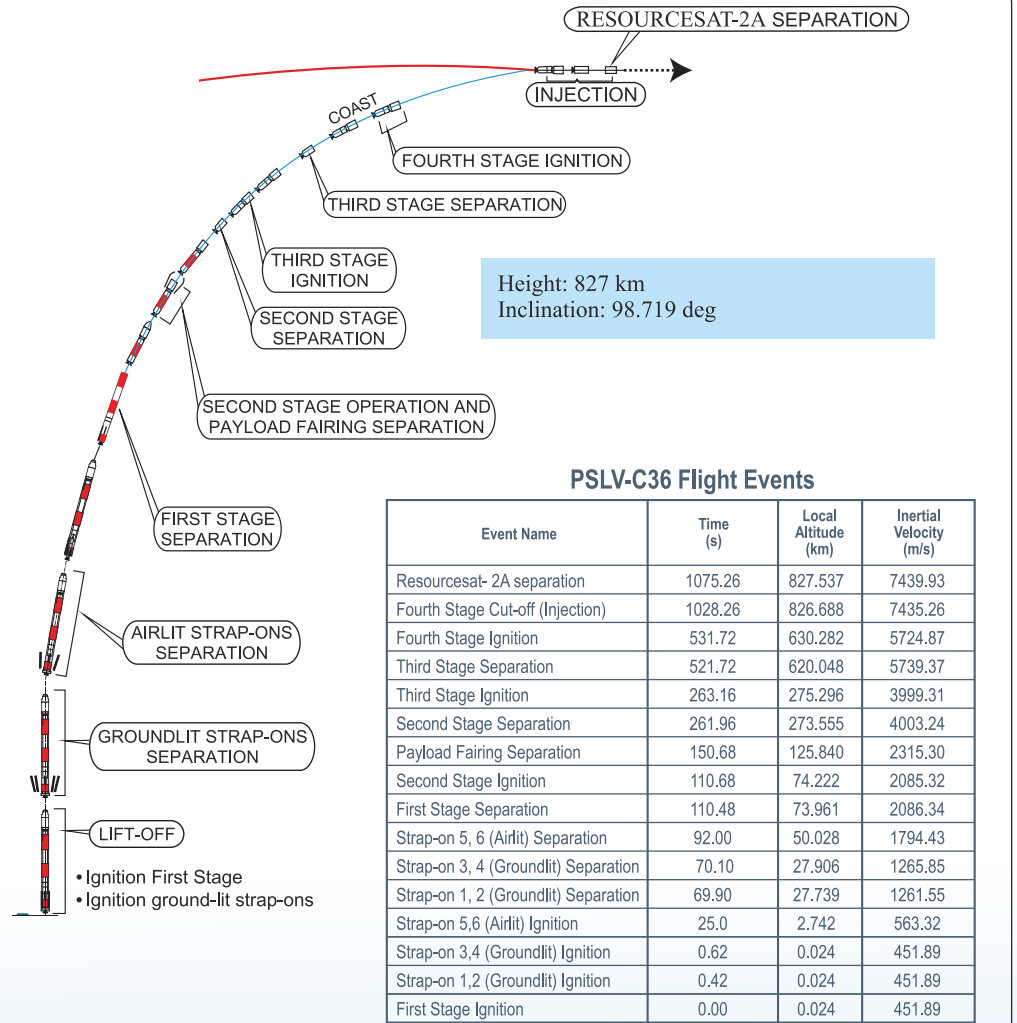 RESOURCESAT-2A SEPARATION
INJECTION
COAST
FOURTH STAGE IGNITION
THIRD STAGE SEPARATION
THIRD STAGE
IGNITION
SECOND STAGE
SEPARATION
SECOND STAGE OPERATION AND
PAYLOAD FAIRING SEPARATION
FIRST STAGE
SEPARATION
AIRLIT STRAP-ONS
SEPARATION
GROUNDLIT STRAP-ONS
SEPARATION
LIFT-OFF
• Ignition First Stage
• Ignition ground-lit strap-ons
Height: 827 km
Inclination: 98.719 deg
PSLV-C36 Flight Events
Event Name Time (s) Local Altitude (km) Inertial Velocity (m/s)
Resourcesat- 2A separation 1075.26 827.537 7439.93
Fourth Stage Cut-off (Injection) 1028.26 826.688 7435.26
Fourth Stage Ignition 531.72 630.282 5724.87
Third Stage Separation 521.72 620.048 5739.37
Third Stage Ignition 263.16 275.296 3999.31
Second Stage Separation 261.96 273.555 4003.24
Payload Fairing Separation 150.68 125.840 2315.30
Second Stage Ignition 110.68 74.222 2085.32
First Stage Separation 110.48 73.961 2086.34
Strap-on 5, 6 (Airlit) Separation 92.00 50.028 1794.43
Strap-on 3, 4 (Groundlit) Separation 70.10 27.906 1265.85
Strap-on 1, 2 (Groundlit) Separation 69.90 27.739 1261.55
Strap-on 5,6 (Airlit) Ignition 25.0 2.742 563.32
Strap-on 3,4 (Groundlit) Ignition 0.62 0.024 451.89
Strap-on 1,2 (Groundlit) Ignition 0.42 0.024 451.89
First Stage Ignition 0.00 0.024 451.89